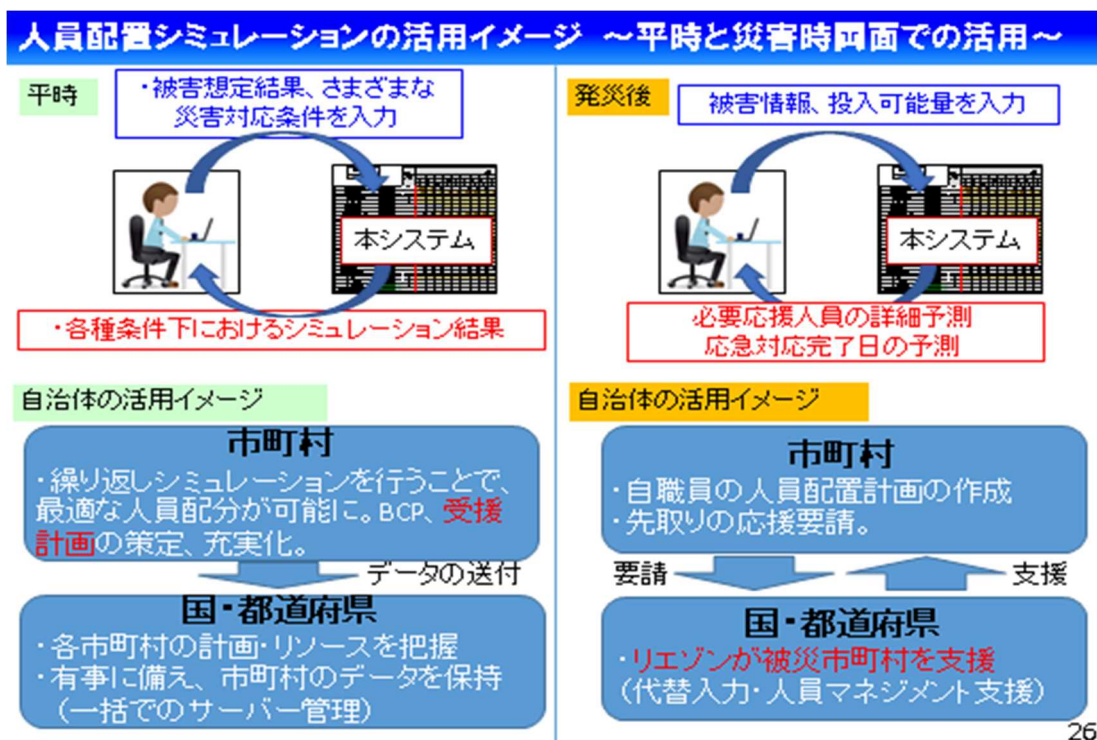 人員配置シミュレーションの活用イメージ ～平時と災害時両面での活用～
平時
・被害想定結果、さまざまな
災害対応条件を入力
本システム
・各種条件下におけるシミュレーション結果
自治体の活用イメージ
市町村
・繰り返しシミュレーションを行うことで、
最適な人員配分が可能に。BCP、受援
計画の策定、充実化。
データの送付
国・都道府県
・各市町村の計画・リソースを把握
・有事に備え、市町村のデータを保持
（一括でのサーバー管理）
発災後
被害情報、投入可能量を入力
本システム
必要応援人員の詳細予測
応急対応完了日の予測
自治体の活用イメージ
市町村
・自職員の人員配置計画の作成
・先取りの応援要請。
要請
支援
国・都道府県
・リエゾンが被災市町村を支援
（代替入力・人員マネジメント支援）
26